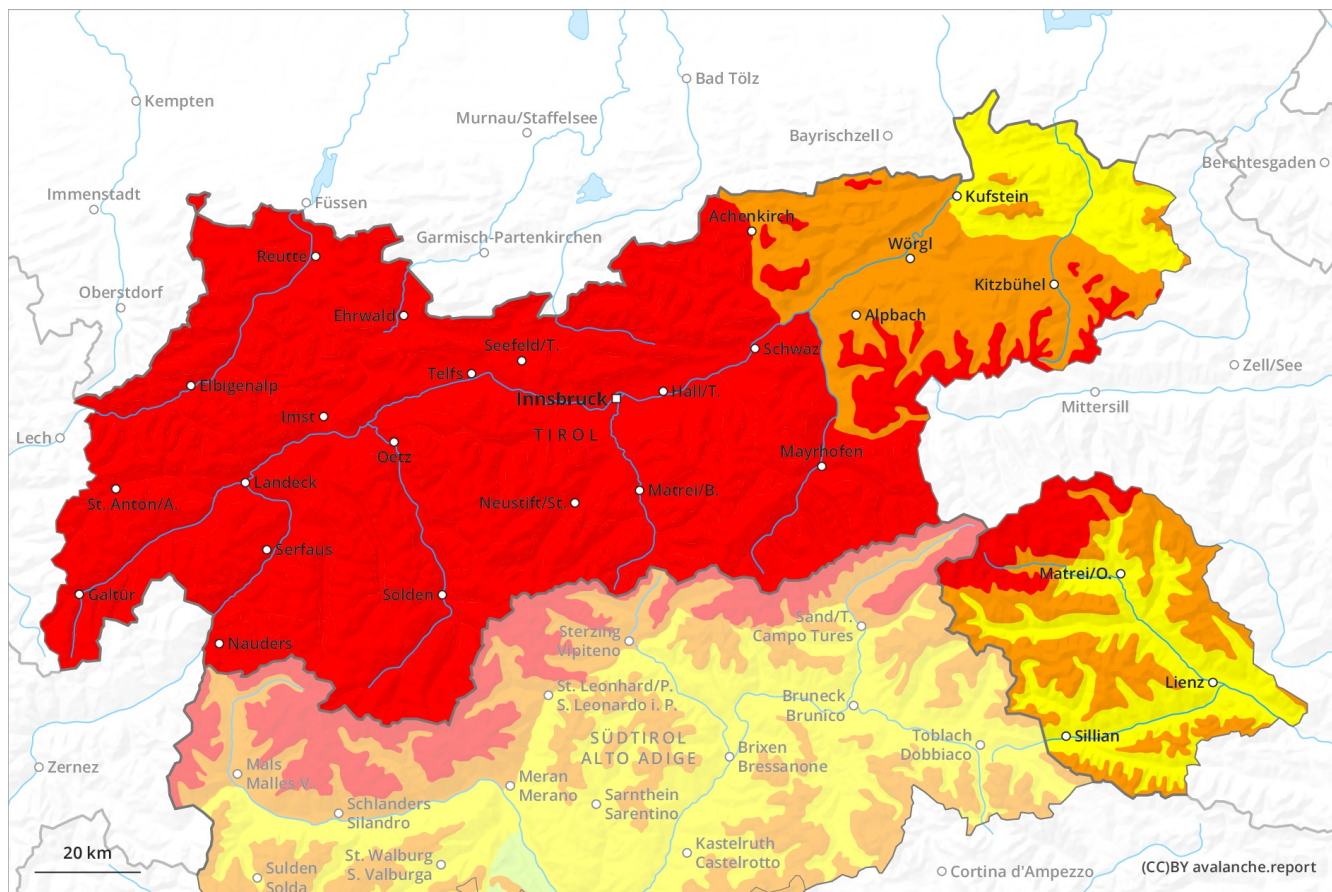 Bad Tölz
Kempten
Murnau/Staffelsee
Bayrischzell
Berchtesgaden
Immenstadt
Füssen
Kufstein
Achenkirch
Garmisch-Partenkirchen
Wörgl
Reutte
Oberstdorf
Kitzbühel
Ehrwald
Alpbach
Seefeld/T.
Schwaz
Zell/See
Telfs
Elbigenalp
Innsbruck
Hall/T.
Mittersill
Imst
Lech
TIROL
Oetz
Mayrhofen
Landeck
Matrei/B.
St. Anton/A.
Neustift/St.
Serfaus
Matrei/O.
Galtür
Sölden
Sand/T.
Campo Tures
Sterzing
Vipiteno
Nauders
Lienz
St. Leonhard/P.
S. Leonardo i. P.
Bruneck
Brunico
SÜDTIROL
ALTO ADIGE
Toblach
Dobbiaco
Sillian
Brixen
Bressanone
Zernez
Mals
Malles V.
Meran
Merano
Sarnthein
Sarentino
Schlanders
Silandro
Kastelruth
Castelrotto
20 km
St. Walburg
S. Valburga
Sulden
Solda
Cortina d'Ampezzo
(CC)BY avalanche.report